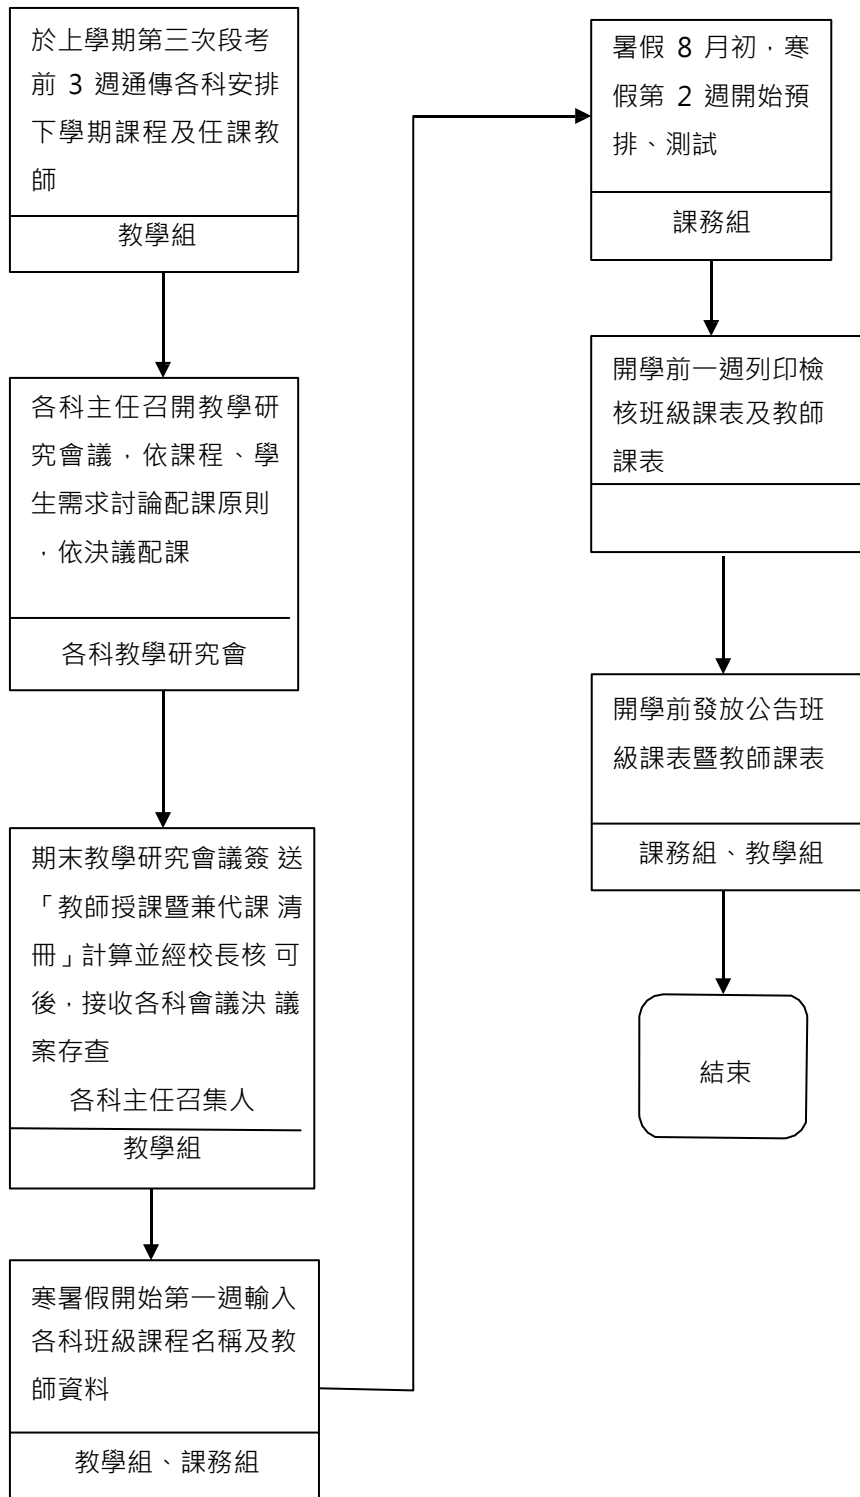 於上學期第三次段考
前 3 週通傳各科安排
下學期課程及任課教
師
教學組
各科主任召開教學研
究會議，依課程、學
生需求討論配課原則
，依決議配課
各科教學研究會
期末教學研究會議簽 送
「教師授課暨兼代課 清
冊」計算並經校長核 可
後，接收各科會議決 議
案存查
各科主任召集人
教學組
寒暑假開始第一週輸入
各科班級課程名稱及教
師資料
教學組、課務組
暑假 8 月初，寒
假第 2 週開始預
排、測試
課務組
開學前一週列印檢
核班級課表及教師
課表
開學前發放公告班
級課表暨教師課表
課務組、教學組
結束